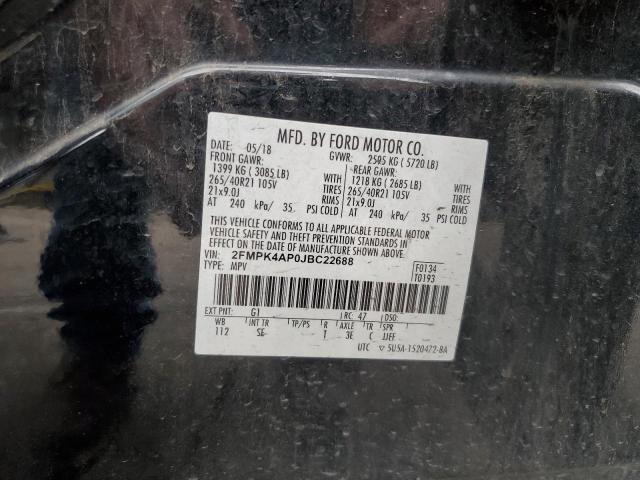 MFD. BY FORD MOTOR CO.
DATE: 05/18 GVWR: 2595 KG ( 5720 LB)
FRONT GAWR: REAR GAWR:
1399 KG ( 3085 LB) WITH 1218 KG ( 2685 LB) WITH
265/40R21 105V TIRES 265/40R21 105V TIRES
21x9.0J RIMS 21x9.0J RIMS
AT 240 kPa/ 35 PSI COLD AT 240 kPa/ 35 PSI COLD
THIS VEHICLE CONFORMS TO ALL APPLICABLE FEDERAL MOTOR
VEHICLE SAFETY AND THEFT PREVENTION STANDARDS IN
EFFECT ON THE DATE OF MANUFACTURE SHOWN ABOVE.
VIN: 2FMPK4AP0JBC22688
TYPE: MPV
F0134
T0193
EXT PNT: G1 RC: 47 DSO:
WB INT TR TP/PS R AXLE TR SPR
112 SE 1 3E C JJFF
UTC ▽ 5U5A-1520472-BA